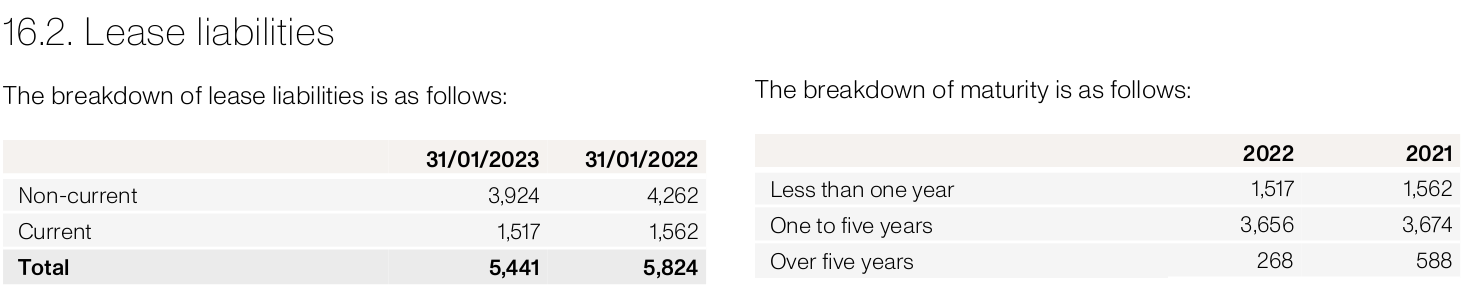 16.2. Lease liabilities
The breakdown of lease liabilities is as follows:
31/01/2023 31/01/2022
Non-current 3,924 4,262
Current 1,517 1,562
Total 5,441 5,824
The breakdown of maturity is as follows:
2022 2021
Less than one year 1,517 1,562
One to five years 3,656 3,674
Over five years 268 588